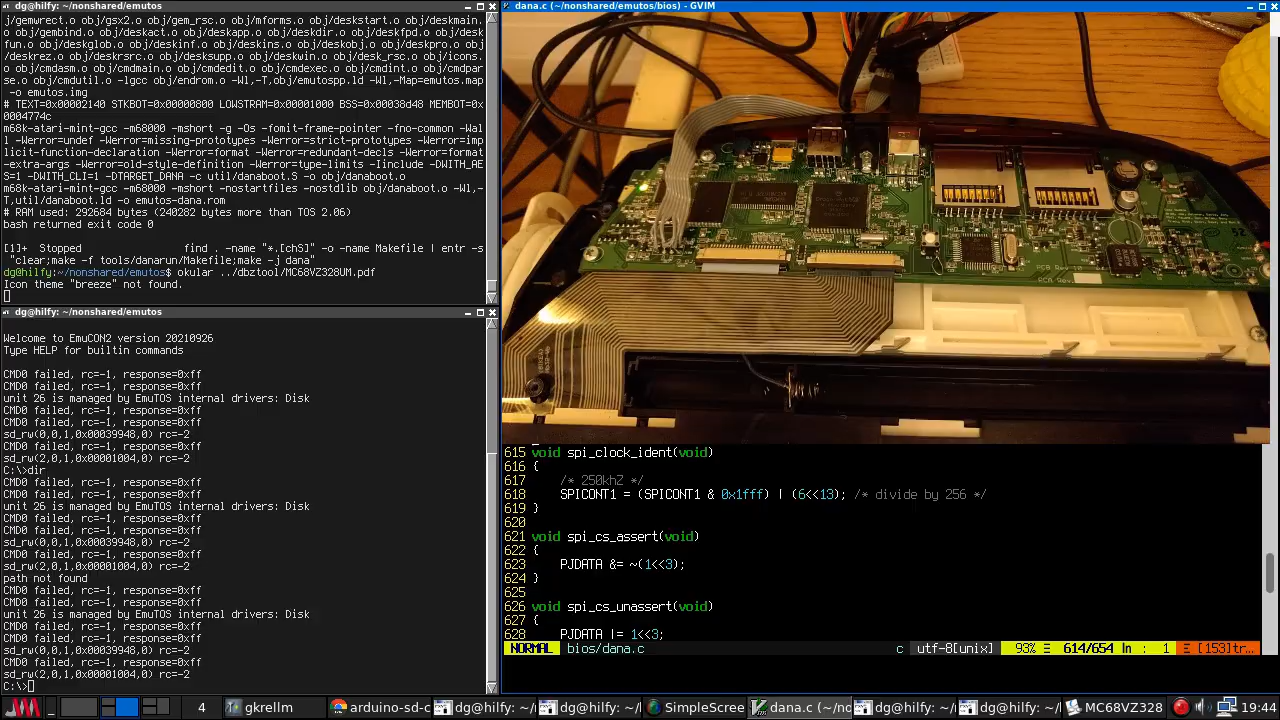 dg@hilfy: ~/nonshared/emutos
j/gemwrect.o obj/gsx2.o obj/gem_rsc.o obj/mforms.o obj/deskstart.o obj/deskmain.
o obj/gembind.o obj/deskact.o obj/deskapp.o obj/deskdir.o obj/deskfpd.o obj/desk
fun.o obj/deskglob.o obj/deskinf.o obj/deskins.o obj/deskobj.o obj/deskpro.o obj
/deskrez.o obj/deskrsrc.o obj/desksupp.o obj/deskwin.o obj/desk_rsc.o obj/icons.
o obj/cmdasm.o obj/cmdmain.o obj/cmdedit.o obj/cmdexec.o obj/cmdint.o obj/cmdpar
se.o obj/cmdutil.o -lgcc obj/endrom.o -Wl,-T,obj/emutospp.ld -Wl,-Map=emutos.map
 -o emutos.img
# TEXT=0x00002140 STKBOT=0x00000800 LOWSTRAM=0x00001000 BSS=0x00038d48 MEMBOT=0x
0004774c
m68k-atari-mint-gcc -m68000 -mshort -g -Os -fomit-frame-pointer -fno-common -Wal
l -Werror=undef -Werror=missing-prototypes -Werror=strict-prototypes -Werror=imp
licit-function-declaration -Werror=format -Werror=redundant-decls -Werror=format
-extra-args -Werror=old-style-definition -Werror=type-limits -Iinclude -DWITH_AE
S=1 -DWITH_CLI=1 -DTARGET_DANA -c util/danaboot.S -o obj/danaboot.o
m68k-atari-mint-gcc -m68000 -mshort -nostartfiles -nostdlib obj/danaboot.o -Wl,-
T,util/danaboot.ld -o emutos-dana.rom
# RAM used: 292684 bytes (240282 bytes more than TOS 2.06)
bash returned exit code 0
[1]+  Stopped                 find . -name "*.[chS]" -o -name Makefile | entr -s
 "clear;make -f tools/danarun/Makefile;make -j dana"
dg@hilfy:~/nonshared/emutos$ okular ../dbztool/MC68VZ328UM.pdf
Icon theme "breeze" not found.
dg@hilfy: ~/nonshared/emutos
Welcome to EmuCON2 version 20210926
Type HELP for builtin commands
CMD0 failed, rc=-1, response=0xff
CMD0 failed, rc=-1, response=0xff
unit 26 is managed by EmuTOS internal drivers: Disk
CMD0 failed, rc=-1, response=0xff
CMD0 failed, rc=-1, response=0xff
sd_rw(0,0,1,0x00039948,0) rc=-2
CMD0 failed, rc=-1, response=0xff
sd_rw(2,0,1,0x00001004,0) rc=-2
C:\>dir
CMD0 failed, rc=-1, response=0xff
CMD0 failed, rc=-1, response=0xff
unit 26 is managed by EmuTOS internal drivers: Disk
CMD0 failed, rc=-1, response=0xff
CMD0 failed, rc=-1, response=0xff
sd_rw(0,0,1,0x00039948,0) rc=-2
CMD0 failed, rc=-1, response=0xff
sd_rw(2,0,1,0x00001004,0) rc=-2
path not found
CMD0 failed, rc=-1, response=0xff
CMD0 failed, rc=-1, response=0xff
unit 26 is managed by EmuTOS internal drivers: Disk
CMD0 failed, rc=-1, response=0xff
CMD0 failed, rc=-1, response=0xff
sd_rw(0,0,1,0x00039948,0) rc=-2
CMD0 failed, rc=-1, response=0xff
sd_rw(2,0,1,0x00001004,0) rc=-2
C:\>
dana.c (~/nonshared/emutos/bios) - GVIM
52
PCB Rev. 10
PCA Rev.
615 void spi_clock_ident(void)
616 {
617     /* 250khZ */
618     SPICONT1 = (SPICONT1 & 0x1fff) | (6<<13); /* divide by 256 */
619 }
620
621 void spi_cs_assert(void)
622 {
623     PJDATA &= ~(1<<3);
624 }
625
626 void spi_cs_unassert(void)
627 {
628     PJDATA |= 1<<3;
NORMAL  bios/dana.c  c  utf-8[unix]  93% Ξ  614/654 ln :  1  Ξ [153]tr…
4  gkrellm  arduino-sd-c  dg@hilfy: ~/  dg@hilfy: ~/  SimpleScree  dana.c (~/no  dg@hilfy: ~/  dg@hilfy: ~/  MC68VZ328  19:44